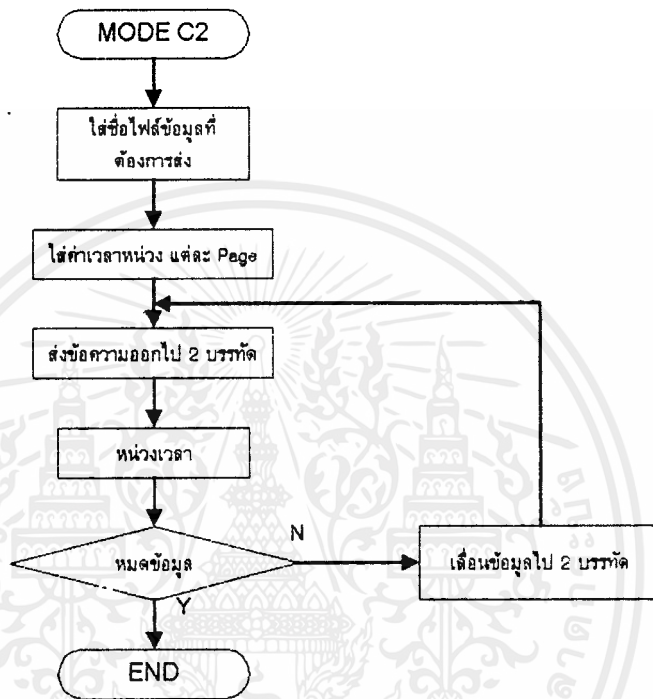 MODE C2
ใส่ชื่อไฟล์ข้อมูลที่
ต้องการส่ง
ใส่ค่าเวลาหน่วง แต่ละ Page
ส่งข้อความออกไป 2 บรรทัด
หน่วงเวลา
หมดข้อมูล
N
เลื่อนข้อมูลไป 2 บรรทัด
Y
END